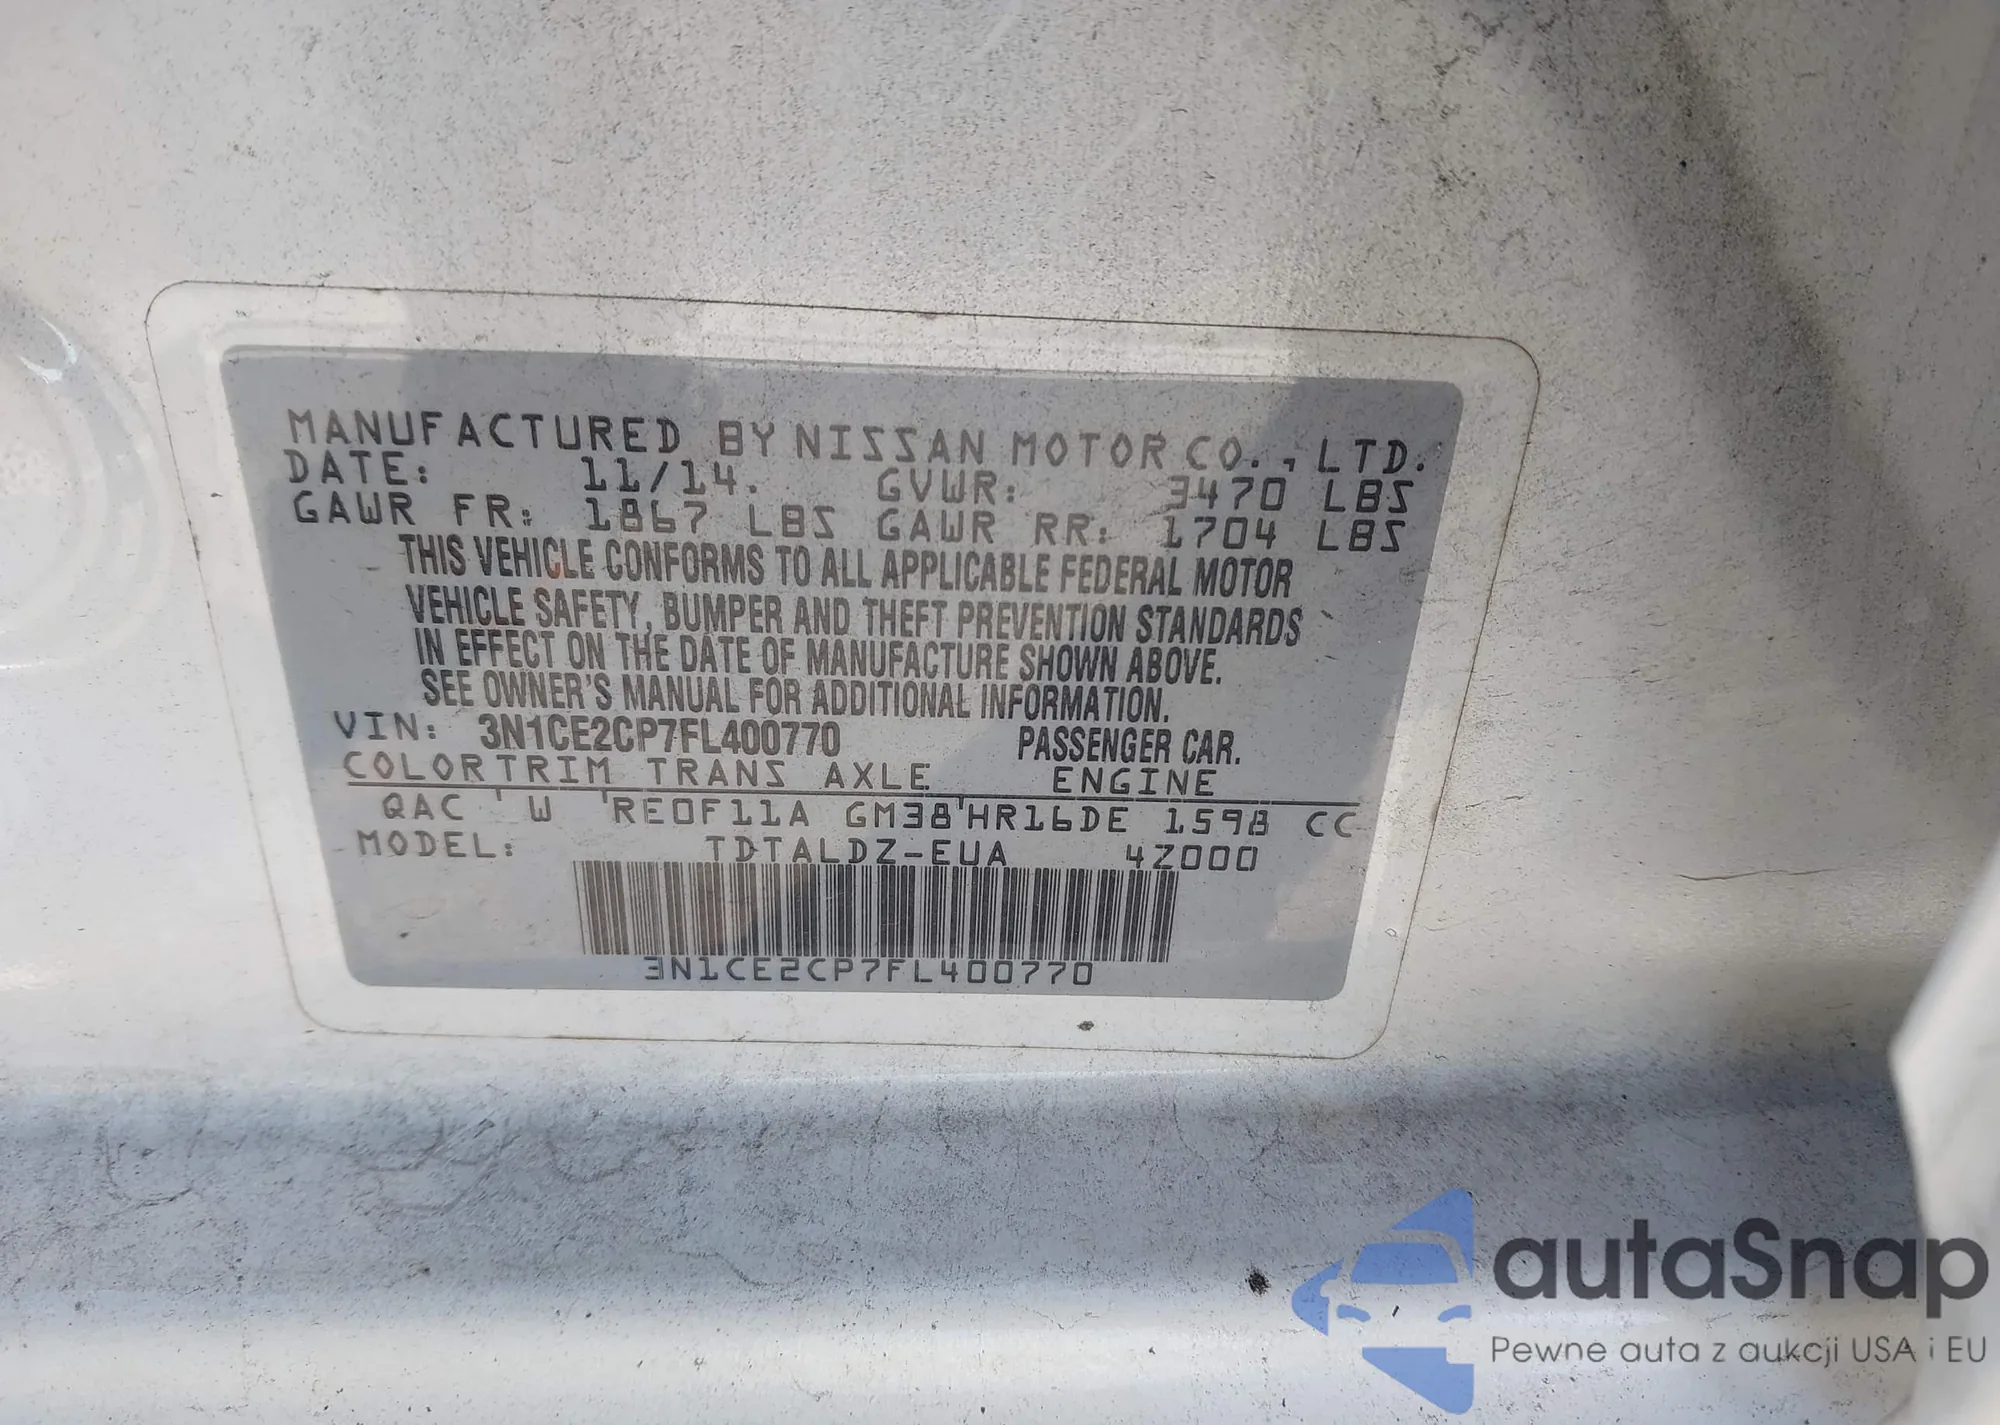 MANUFACTURED BY NISSAN MOTOR CO., LTD.
DATE: 11/14. GVWR: 3470 LBS
GAWR FR: 1867 LBS GAWR RR: 1704 LBS
THIS VEHICLE CONFORMS TO ALL APPLICABLE FEDERAL MOTOR
VEHICLE SAFETY, BUMPER AND THEFT PREVENTION STANDARDS
IN EFFECT ON THE DATE OF MANUFACTURE SHOWN ABOVE.
SEE OWNER'S MANUAL FOR ADDITIONAL INFORMATION.
VIN: 3N1CE2CP7FL400770 PASSENGER CAR.
COLOR TRIM TRANS AXLE ENGINE
QAC ' W 'RE0F11A GM38'HR16DE 1598 CC
MODEL: TDTALDZ-EUA 4Z000
3N1CE2CP7FL400770
autaSnap
Pewne auta z aukcji USA i EU